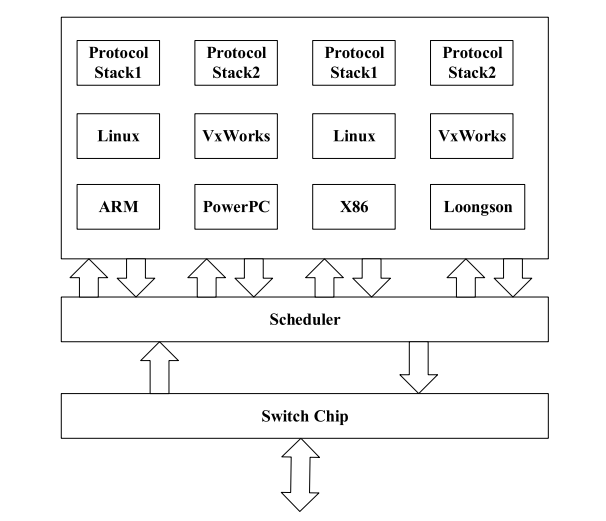 Protocol Stack1
Protocol Stack2
Protocol Stack1
Protocol Stack2
Linux
VxWorks
Linux
VxWorks
ARM
PowerPC
X86
Loongson
Scheduler
Switch Chip